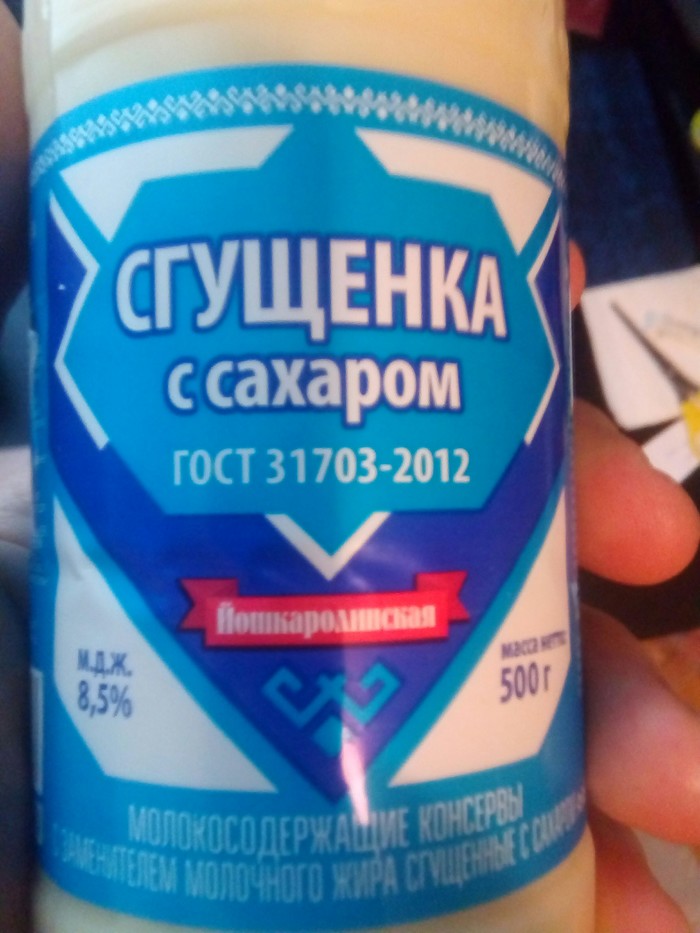 СГУЩЕНКА
с сахаром
ГОСТ 31703-2012
Йошкаролинская
м.д.ж.
8,5%
масса нетто
500 г
МОЛОКОСОДЕРЖАЩИЕ КОНСЕРВЫ
С ЗАМЕНИТЕЛЕМ МОЛОЧНОГО ЖИРА СГУЩЕННЫЕ С САХАРОМ